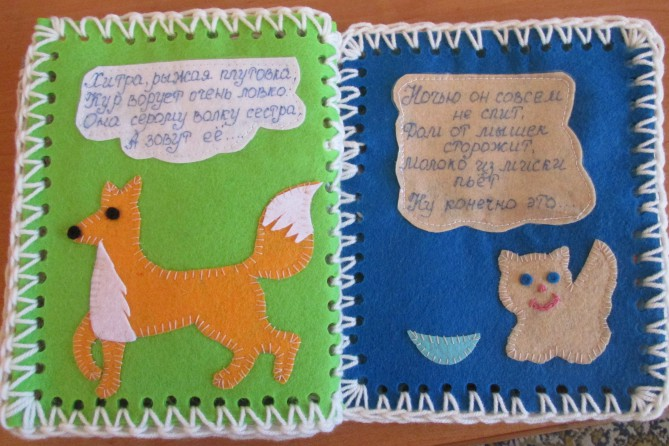 Хитра, рыжая плутовка,
Кур ворует очень ловко.
Она серому волку сестра,
А зовут её....
Ночью он совсем
не спит,
Дом от мышек
сторожит,
Молоко из миски
пьёт
Ну конечно это....